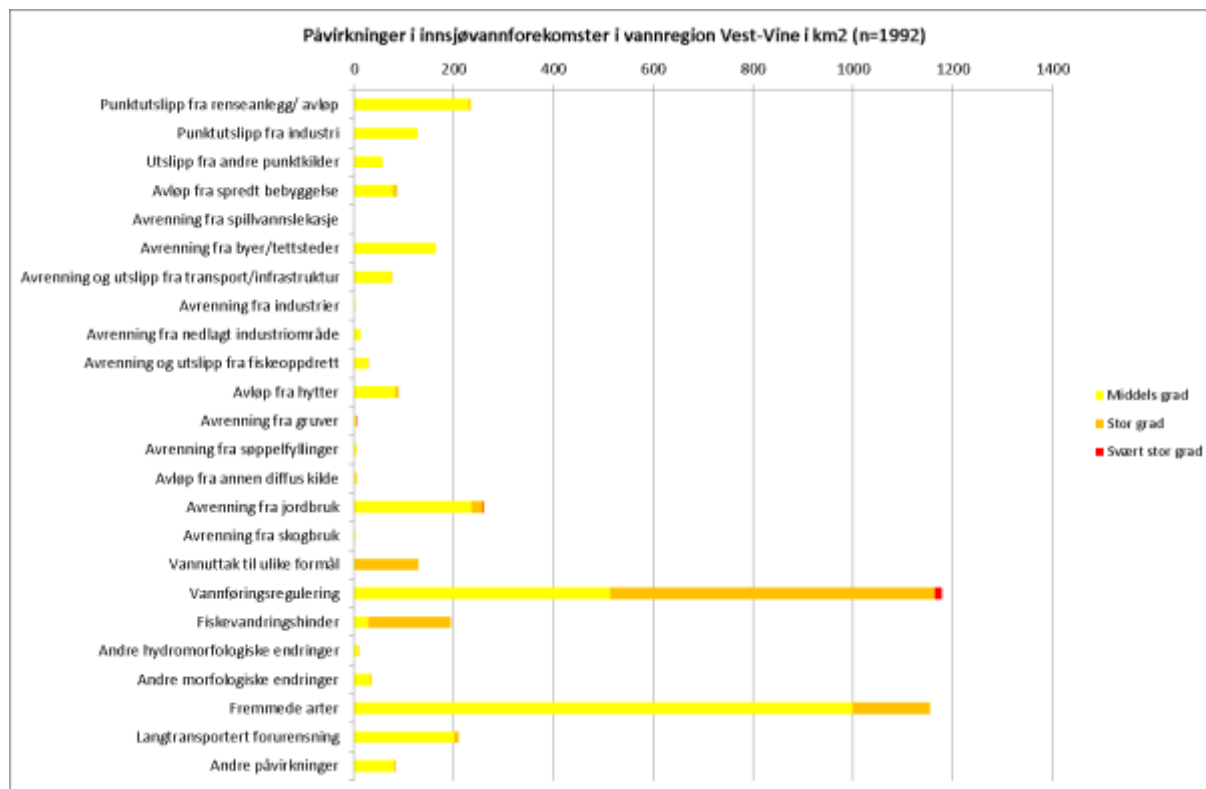 Påvirkninger i innsjøvannforekomster i vannregion Vest-Vine i km2 (n=1992)
0 200 400 600 800 1000 1200 1400
Punktutslipp fra renseanlegg/ avløp
Punktutslipp fra industri
Utslipp fra andre punktkilder
Avløp fra spredt bebyggelse
Avrenning fra spillvannslekasje
Avrenning fra byer/tettsteder
Avrenning og utslipp fra transport/infrastruktur
Avrenning fra industrier
Avrenning fra nedlagt industriområde
Avrenning og utslipp fra fiskeoppdrett
Avløp fra hytter
Avrenning fra gruver
Avrenning fra søppelfyllinger
Avløp fra annen diffus kilde
Avrenning fra jordbruk
Avrenning fra skogbruk
Vannuttak til ulike formål
Vannføringsregulering
Fiskevandringshinder
Andre hydromorfologiske endringer
Andre morfologiske endringer
Fremmede arter
Langtransportert forurensning
Andre påvirkninger
Middels grad
Stor grad
Svært stor grad